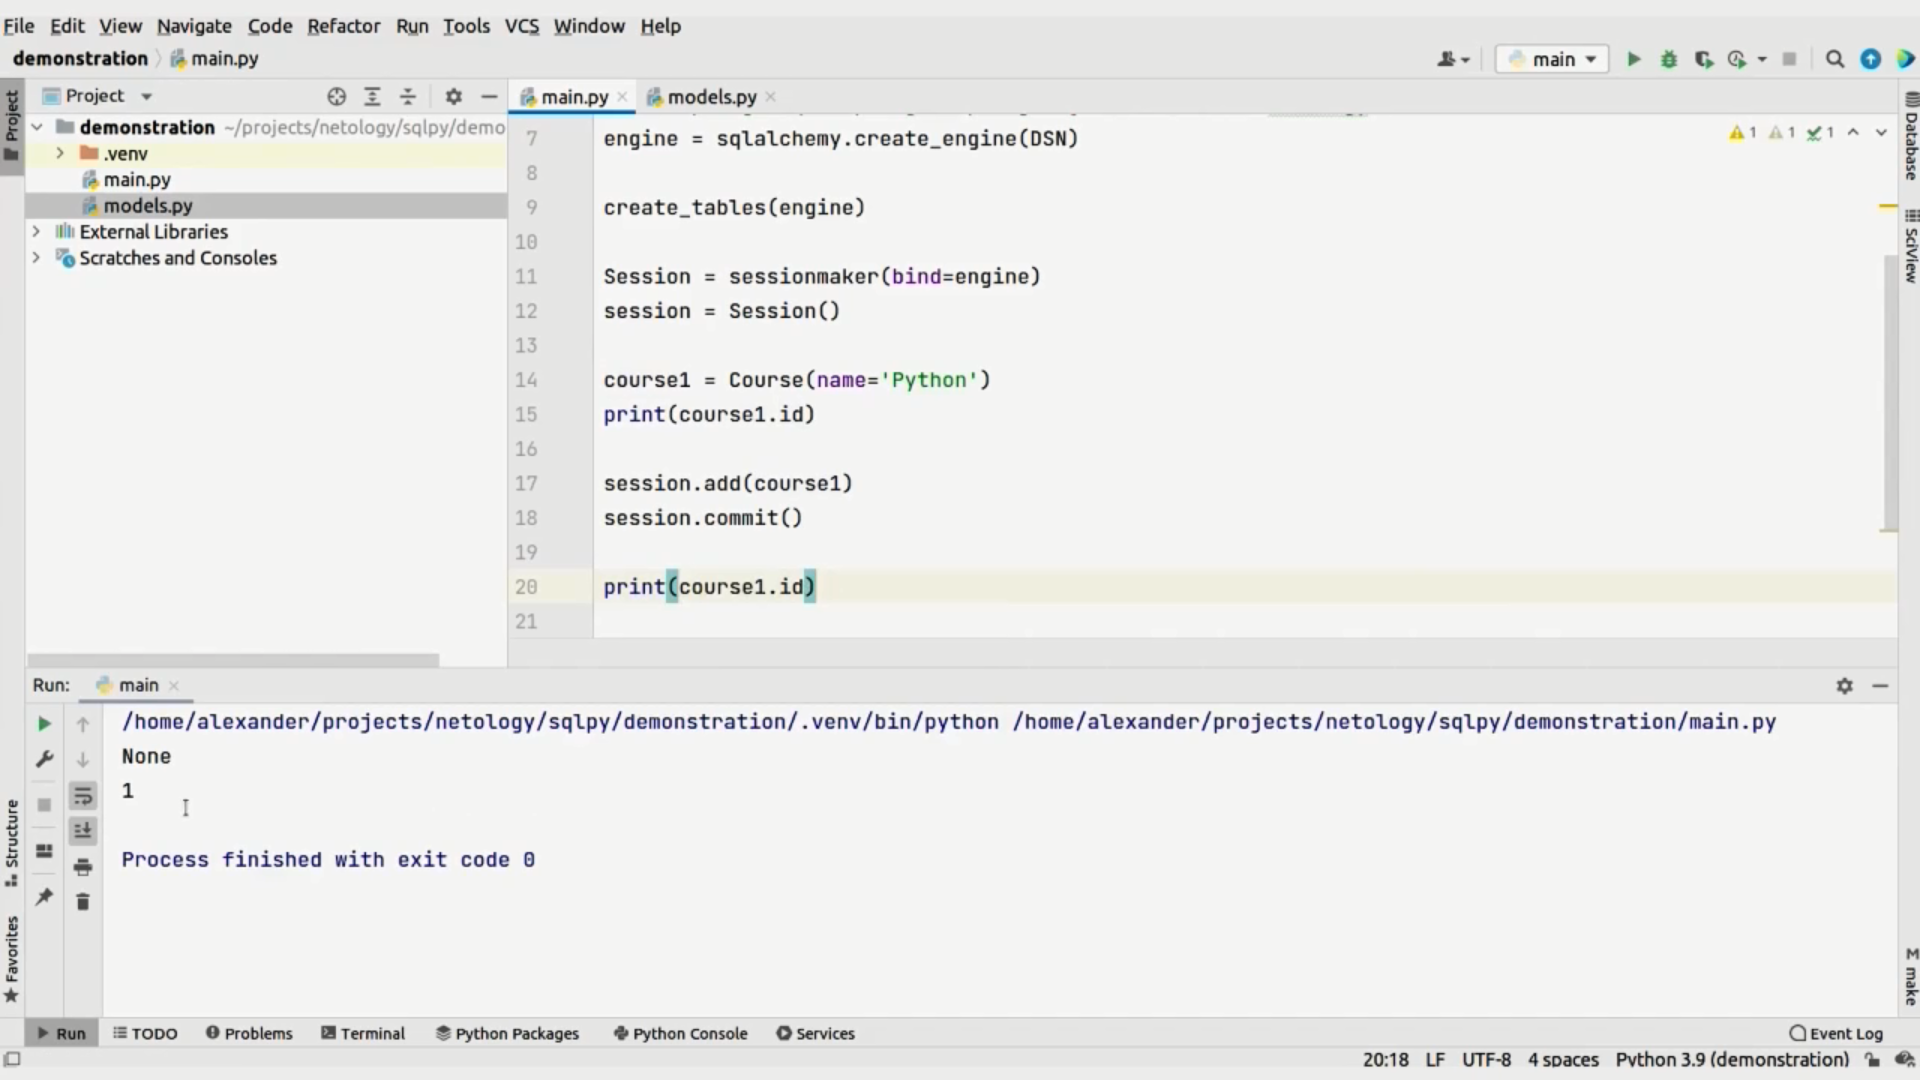 File Edit View Navigate Code Refactor Run Tools VCS Window Help
demonstration main.py main
Project main.py models.py
demonstration ~/projects/netology/sqlpy/demo
.venv
main.py
models.py
External Libraries
Scratches and Consoles
7 engine = sqlalchemy.create_engine(DSN)
8
9 create_tables(engine)
10
11 Session = sessionmaker(bind=engine)
12 session = Session()
13
14 course1 = Course(name='Python')
15 print(course1.id)
16
17 session.add(course1)
18 session.commit()
19
20 print(course1.id)
21
1 1 1
Project
Structure
Favorites
Database
SciView
make
Run: main
/home/alexander/projects/netology/sqlpy/demonstration/.venv/bin/python /home/alexander/projects/netology/sqlpy/demonstration/main.py
None
1
Process finished with exit code 0
Run TODO Problems Terminal Python Packages Python Console Services Event Log
20:18 LF UTF-8 4 spaces Python 3.9 (demonstration)